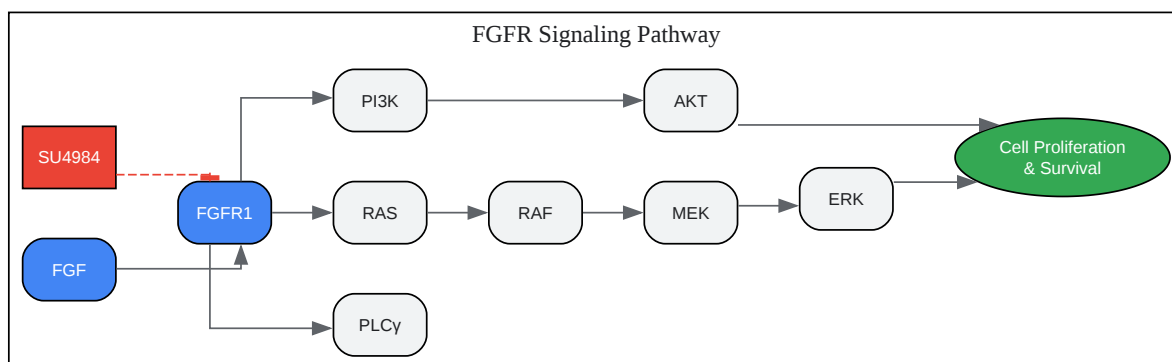 FGFR Signaling Pathway
PI3K
AKT
SU4984
Cell Proliferation
& Survival
FGFR1
RAS
RAF
MEK
ERK
FGF
PLCγ